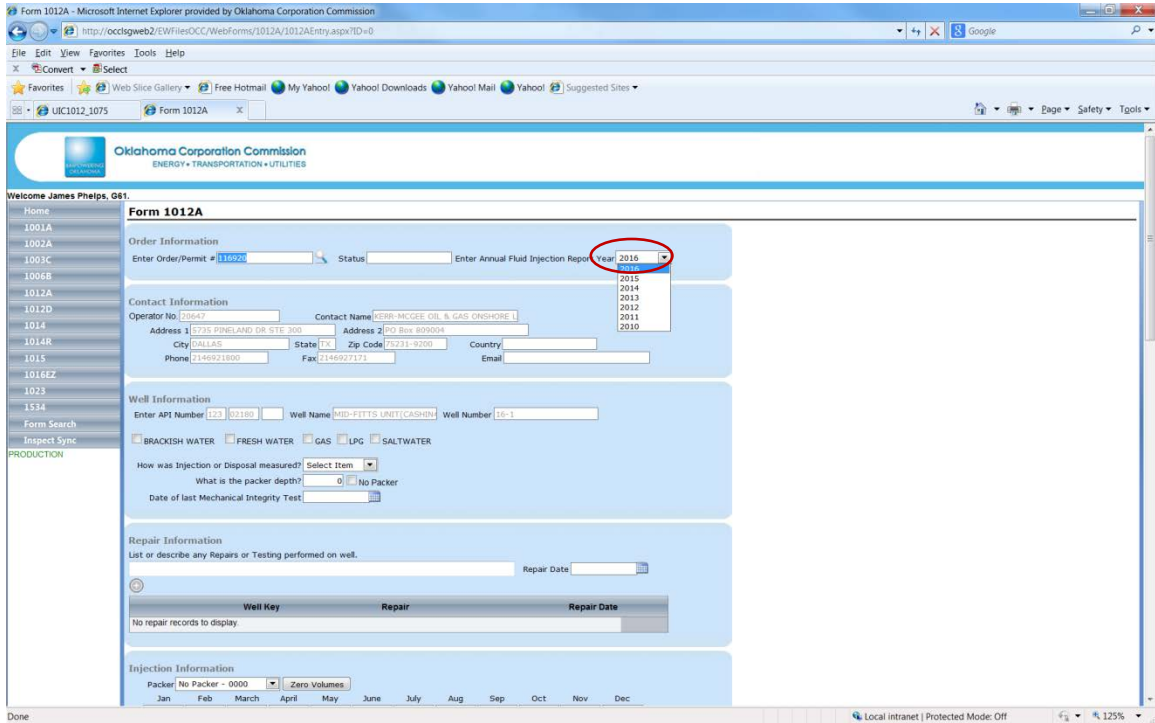 Form 1012A - Microsoft Internet Explorer provided by Oklahoma Corporation Commission
http://occisgweb2/EWFilesOCC/WebForms/1012A/1012AEntry.aspx?ID=0
Google
File Edit View Favorites Tools Help
x Convert Select
Favorites Web Slice Gallery Free Hotmail My Yahoo! Yahoo! Downloads Yahoo! Mail Yahoo! Suggested Sites
UIC1012_1075 Form 1012A x Page Safety Tools
Oklahoma Corporation Commission
ENERGY • TRANSPORTATION • UTILITIES
EMPOWERING
OKLAHOMA
Welcome James Phelps, G61.
Home
1001A
1002A
1003C
1006B
1012A
1012D
1014
1014R
1015
1016EZ
1023
1534
Form Search
Inspect Sync
PRODUCTION
Form 1012A
Order Information
Enter Order/Permit # 116920 Status Enter Annual Fluid Injection Report Year 2016
2016
2015
2014
2013
2012
2011
2010
Contact Information
Operator No. 20647 Contact Name KERR-MCGEE OIL & GAS ONSHORE L
Address 1 5735 PINELAND DR STE 300 Address 2 PO Box 809004
City DALLAS State TX Zip Code 75231-9200 Country
Phone 2146921800 Fax 2146927171 Email
Well Information
Enter API Number 123 02180 Well Name MID-FITTS UNIT(CASHIN Well Number 16-1
BRACKISH WATER FRESH WATER GAS LPG SALTWATER
How was Injection or Disposal measured? Select Item
What is the packer depth? 0 No Packer
Date of last Mechanical Integrity Test
Repair Information
List or describe any Repairs or Testing performed on well.
Repair Date
Well Key Repair Repair Date
No repair records to display.
Injection Information
Packer No Packer - 0000 Zero Volumes
Jan Feb March April May June July Aug Sep Oct Nov Dec
Done Local intranet | Protected Mode: Off 125%